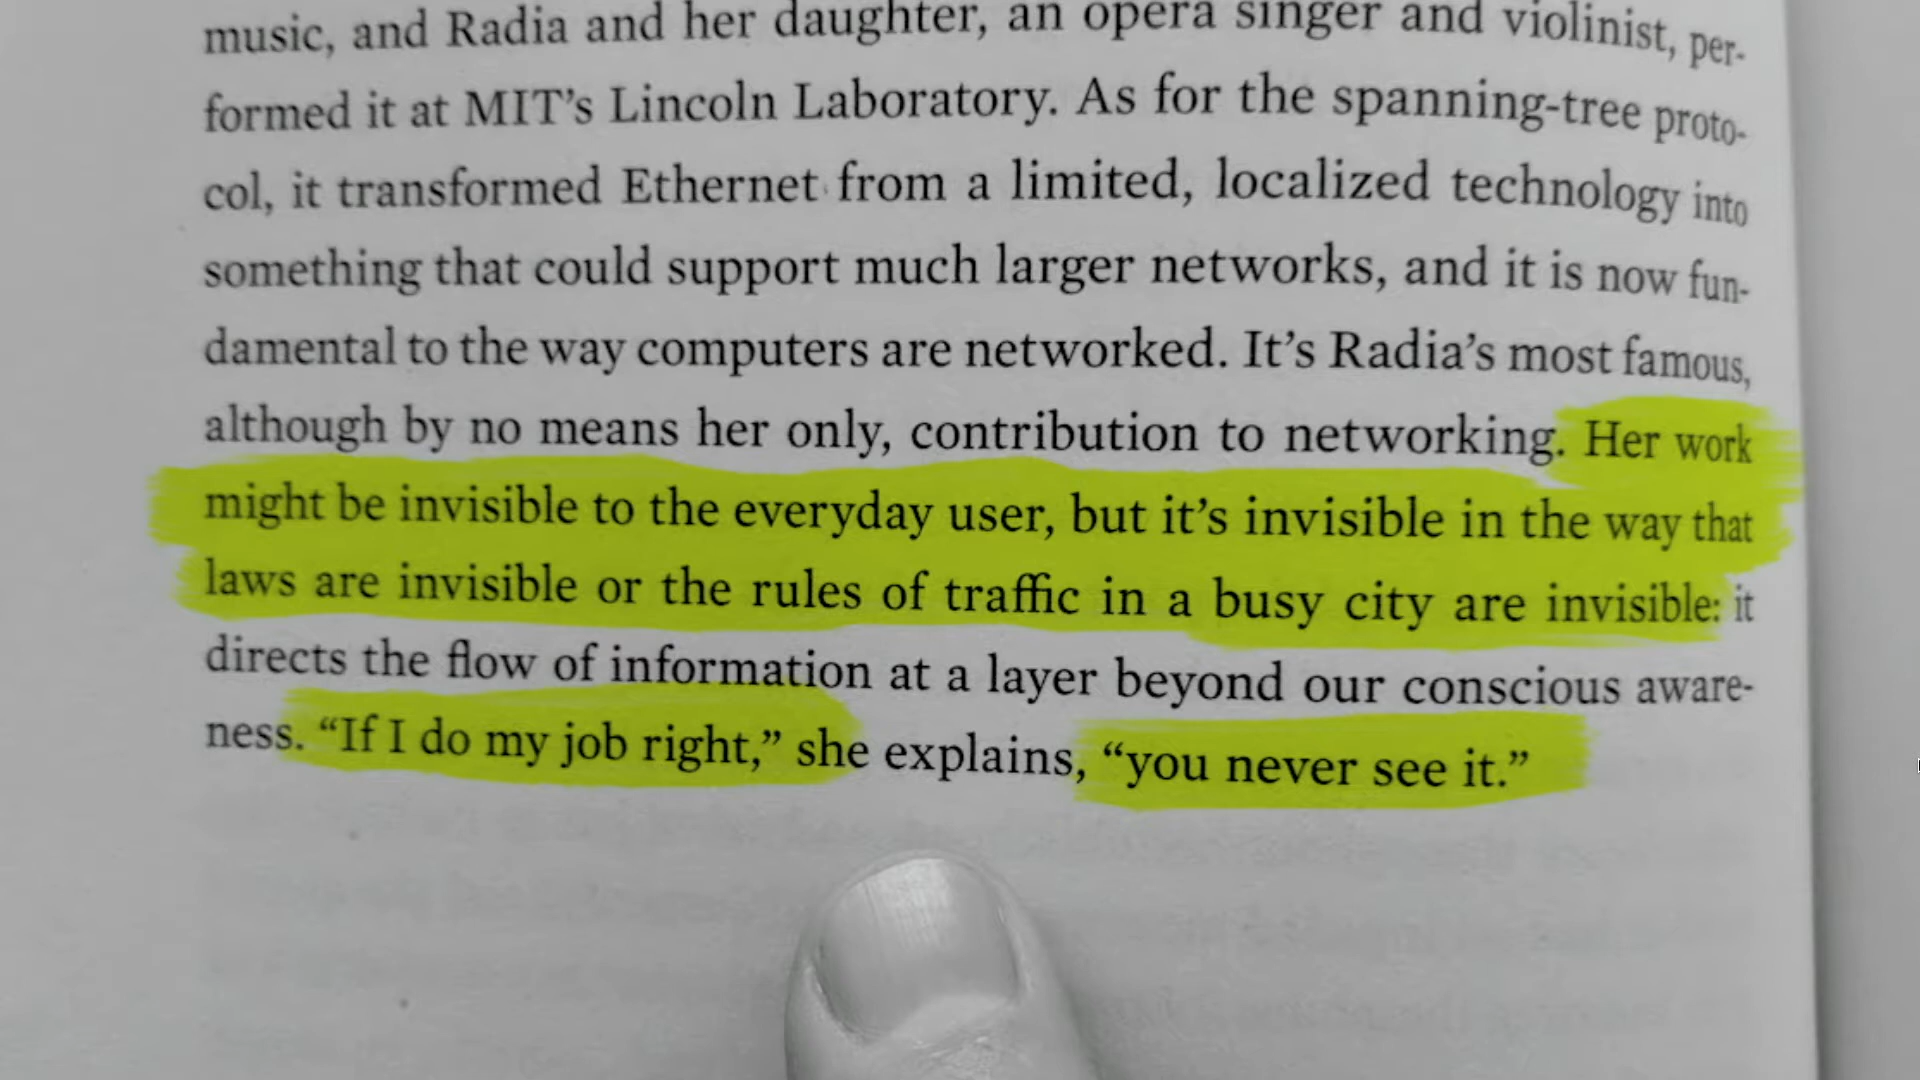 music, and Radia and her daughter, an opera singer and violinist, per-
formed it at MIT’s Lincoln Laboratory. As for the spanning-tree proto-
col, it transformed Ethernet from a limited, localized technology into
something that could support much larger networks, and it is now fun-
damental to the way computers are networked. It’s Radia’s most famous,
although by no means her only, contribution to networking. Her work
might be invisible to the everyday user, but it’s invisible in the way that
laws are invisible or the rules of traffic in a busy city are invisible: it
directs the flow of information at a layer beyond our conscious aware-
ness. “If I do my job right,” she explains, “you never see it.”